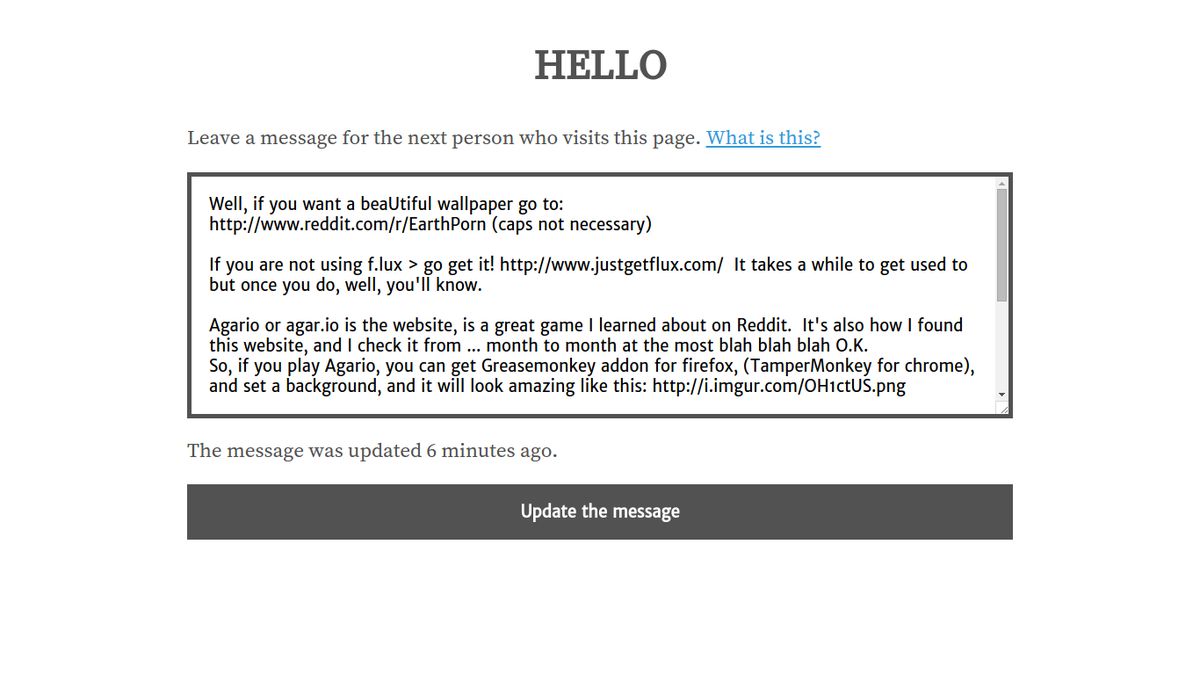 HELLO
Leave a message for the next person who visits this page. What is this?
Well, if you want a beaUtiful wallpaper go to:
http://www.reddit.com/r/EarthPorn (caps not necessary)
If you are not using f.lux > go get it! http://www.justgetflux.com/  It takes a while to get used to
but once you do, well, you'll know.
Agario or agar.io is the website, is a great game I learned about on Reddit.  It's also how I found
this website, and I check it from ... month to month at the most blah blah blah O.K.
So, if you play Agario, you can get Greasemonkey addon for firefox, (TamperMonkey for chrome),
and set a background, and it will look amazing like this: http://i.imgur.com/OH1ctUS.png
The message was updated 6 minutes ago.
Update the message